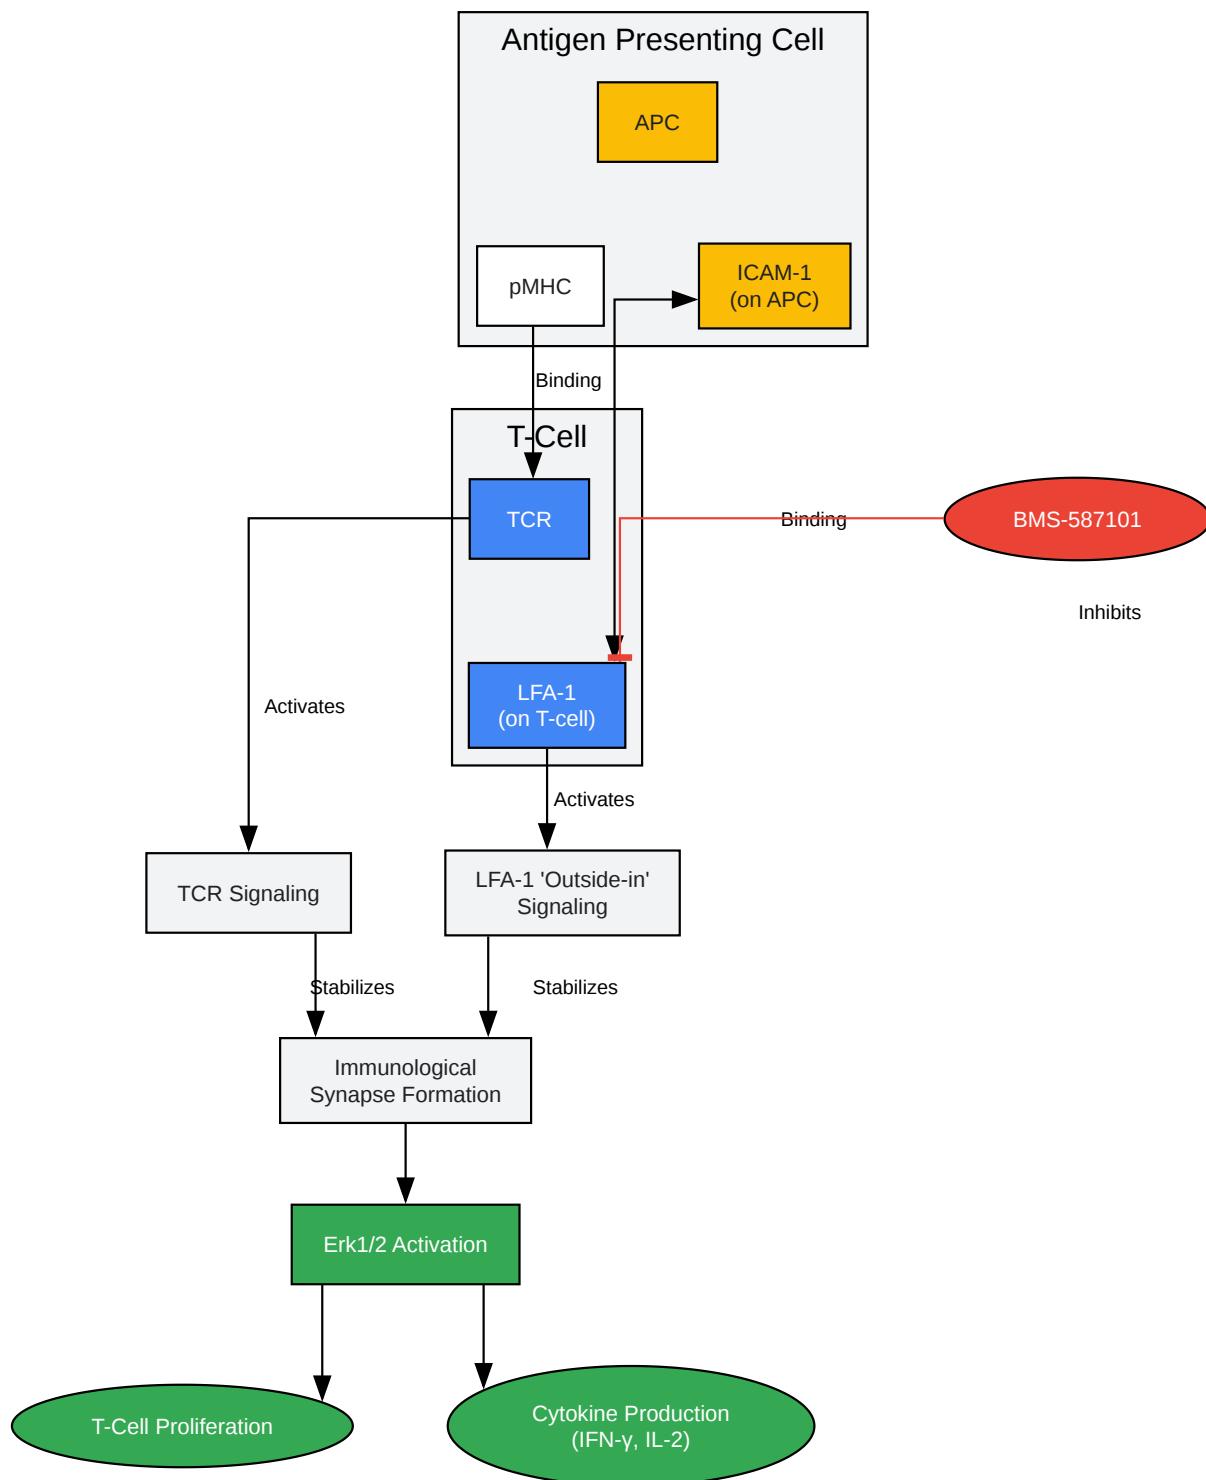 Antigen Presenting Cell
APC
pMHC
ICAM-1
(on APC)
Binding
T-Cell
TCR
Binding
BMS-587101
Inhibits
LFA-1
(on T-cell)
Activates
Activates
TCR Signaling
LFA-1 'Outside-in'
Signaling
Stabilizes
Stabilizes
Immunological
Synapse Formation
Erk1/2 Activation
T-Cell Proliferation
Cytokine Production
(IFN-γ, IL-2)